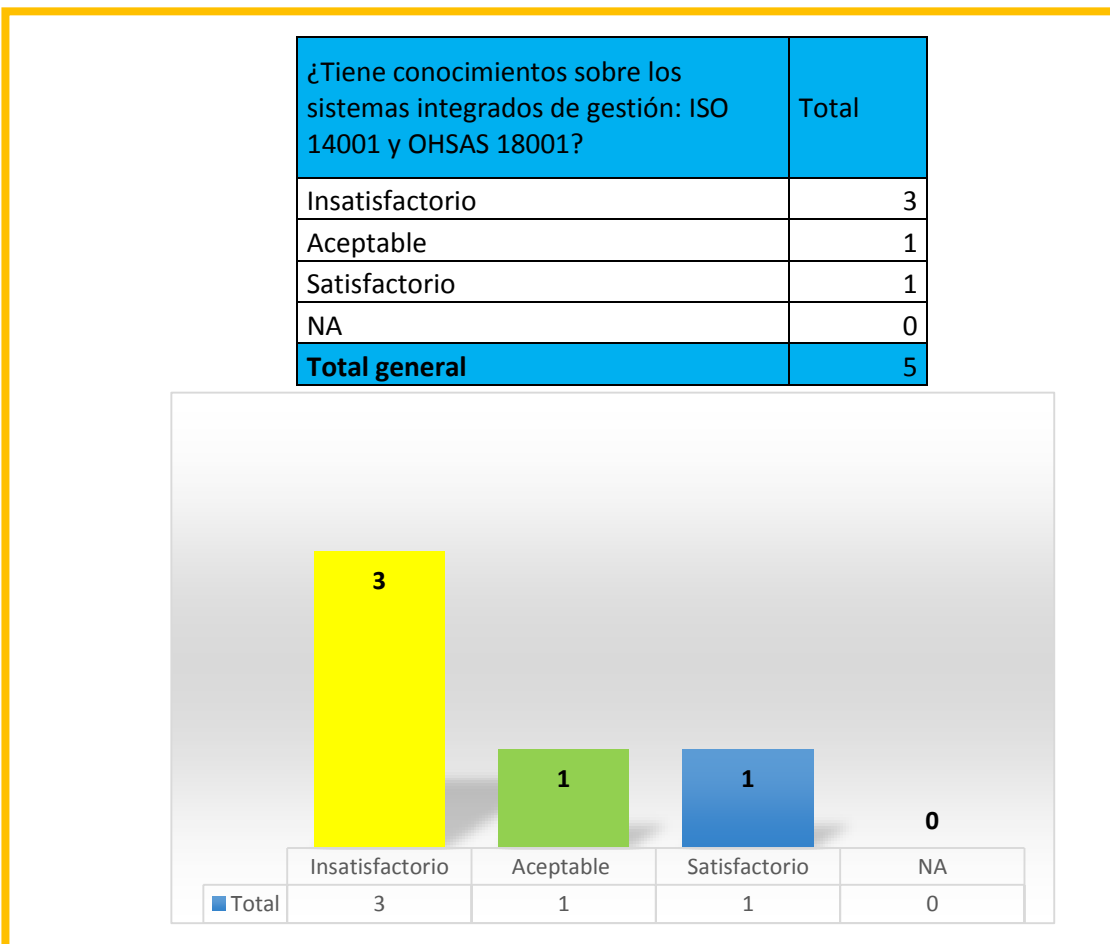 ¿Tiene conocimientos sobre los
sistemas integrados de gestión: ISO
14001 y OHSAS 18001?
Total
Insatisfactorio 3
Aceptable 1
Satisfactorio 1
NA 0
Total general 5
3
1
1
0
Insatisfactorio Aceptable Satisfactorio NA
Total 3 1 1 0